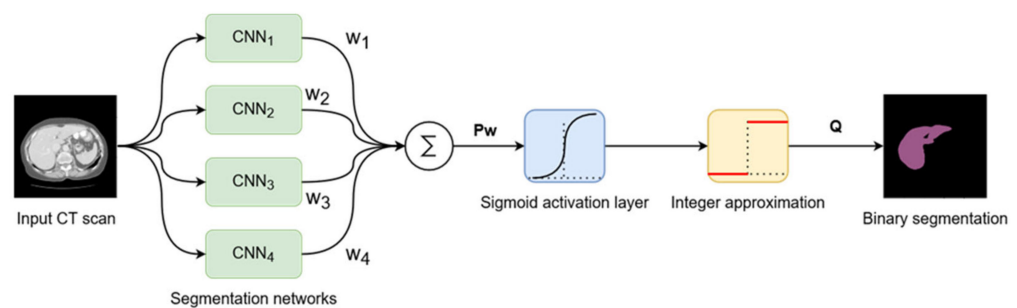 CNN1
w1
CNN2
w2
CNN3
w3
CNN4
w4
Σ
Pw
Q
Input CT scan
Segmentation networks
Sigmoid activation layer
Integer approximation
Binary segmentation